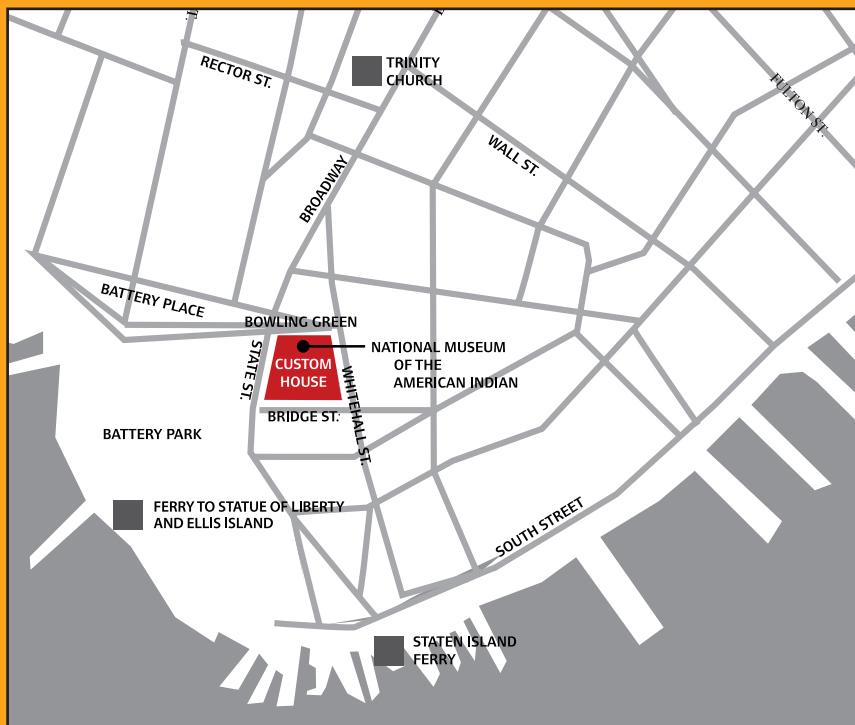 T.
TRINITY
CHURCH
RECTOR ST.
FULTON ST.
WALL ST.
BROADWAY
BATTERY PLACE
BOWLING GREEN
STATE ST.
CUSTOM
HOUSE
NATIONAL MUSEUM
OF THE
AMERICAN INDIAN
WHITEHALL ST.
BRIDGE ST.
BATTERY PARK
FERRY TO STATUE OF LIBERTY
AND ELLIS ISLAND
SOUTH STREET
STATEN ISLAND
FERRY